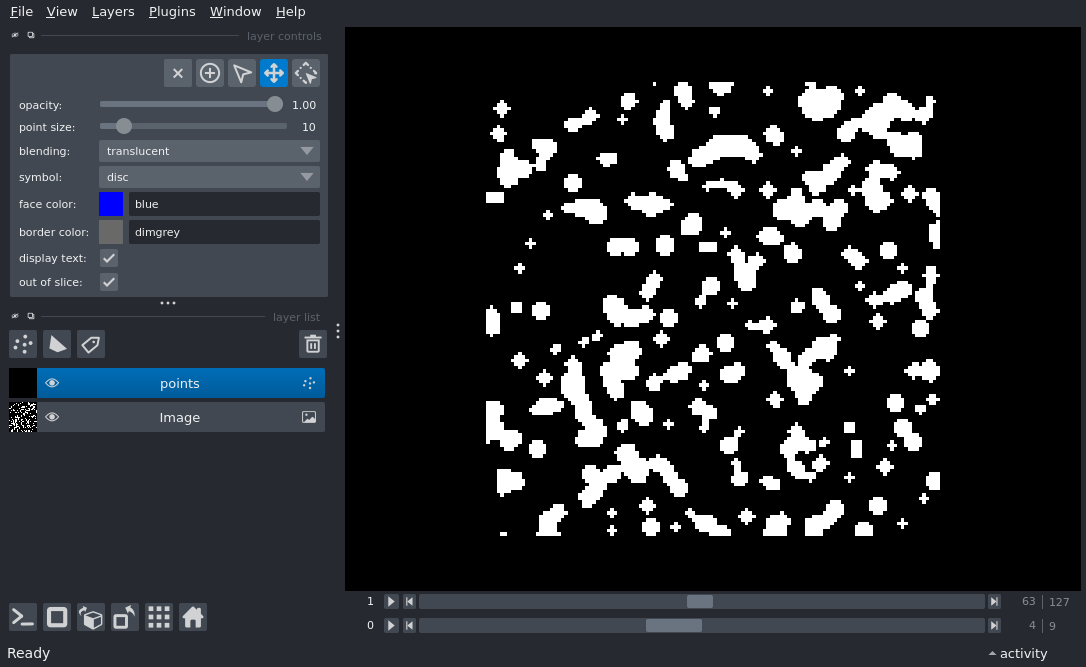 File View Layers Plugins Window Help
layer controls
opacity: 1.00
point size: 10
blending: translucent
symbol: disc
face color: blue
border color: dimgrey
display text:
out of slice:
layer list
points
Image
1 63 127
0 4 9
Ready activity